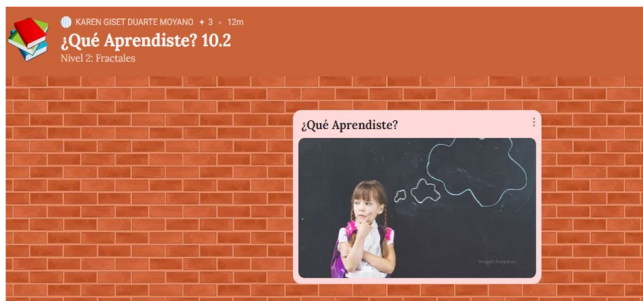 KAREN GISET DUARTE MOYANO + 3 • 12m
¿Qué Aprendiste? 10.2
Nivel 2: Fractales
¿Qué Aprendiste?